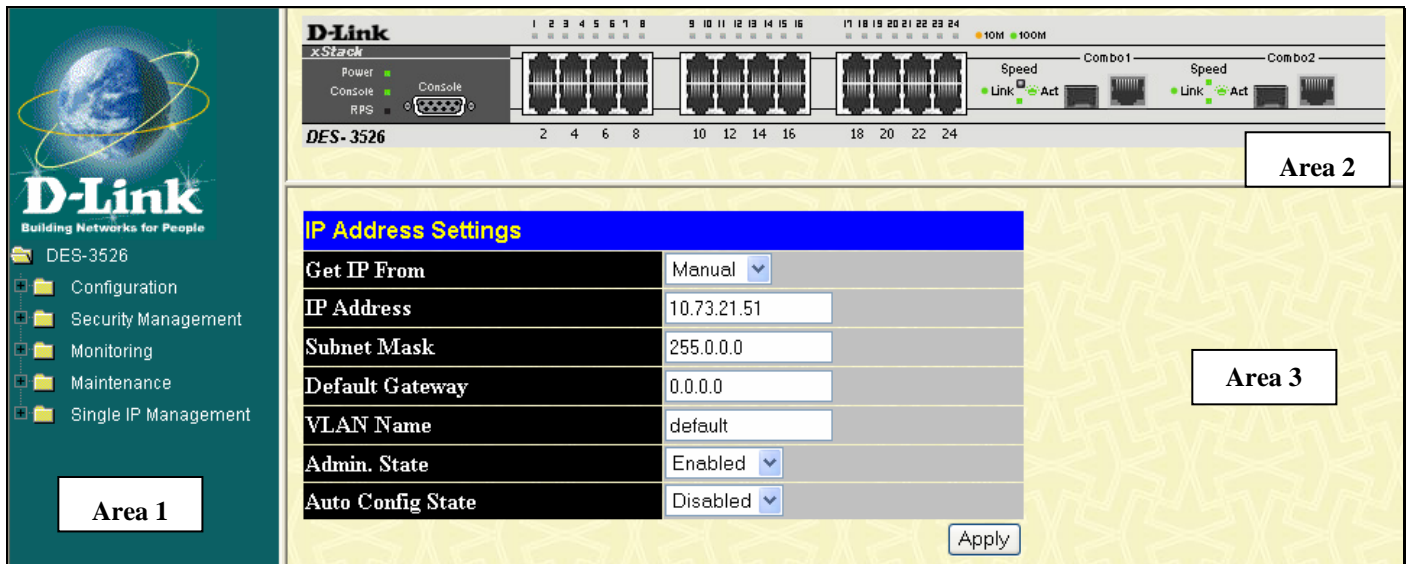 D-Link
Building Networks for People
DES-3526
Configuration
Security Management
Monitoring
Maintenance
Single IP Management
Area 1
D-Link
xStack
Power
Console
RPS
Console
DES-3526
1 2 3 4 5 6 7 8
9 10 11 12 13 14 15 16
17 18 19 20 21 22 23 24
10M 100M
2 4 6 8
10 12 14 16
18 20 22 24
Combo1
Speed
Link Act
Combo2
Speed
Link Act
Area 2
IP Address Settings
Get IP From Manual
IP Address 10.73.21.51
Subnet Mask 255.0.0.0
Default Gateway 0.0.0.0
VLAN Name default
Admin. State Enabled
Auto Config State Disabled
Apply
Area 3